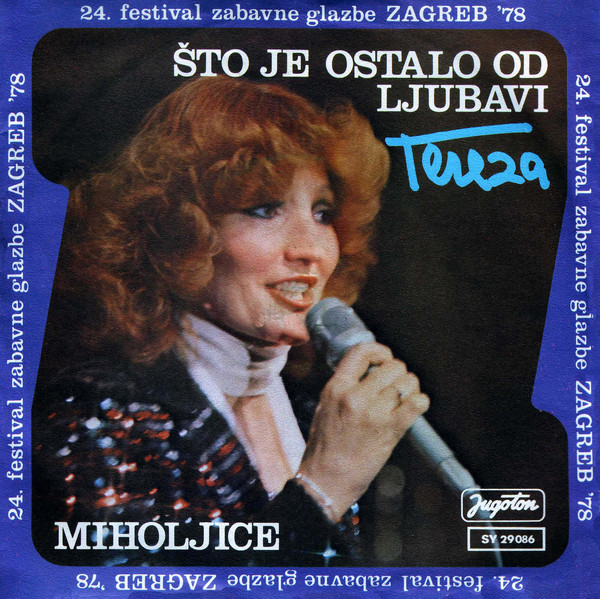 24. festival zabavne glazbe ZAGREB '78
ŠTO JE OSTALO OD
LJUBAVI
Tereza
24. festival zabavne glazbe ZAGREB '78
24. festival zabavne glazbe ZAGREB '78
MIHOLJICE
Jugoton
SY 29086
24. festival zabavne glazbe ZAGREB '78